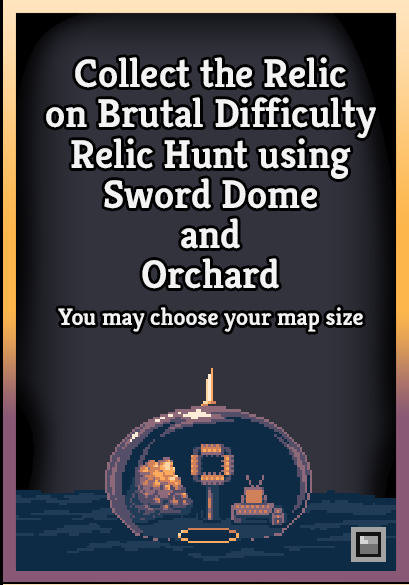 Collect the Relic
on Brutal Difficulty
Relic Hunt using
Sword Dome
and
Orchard
You may choose your map size